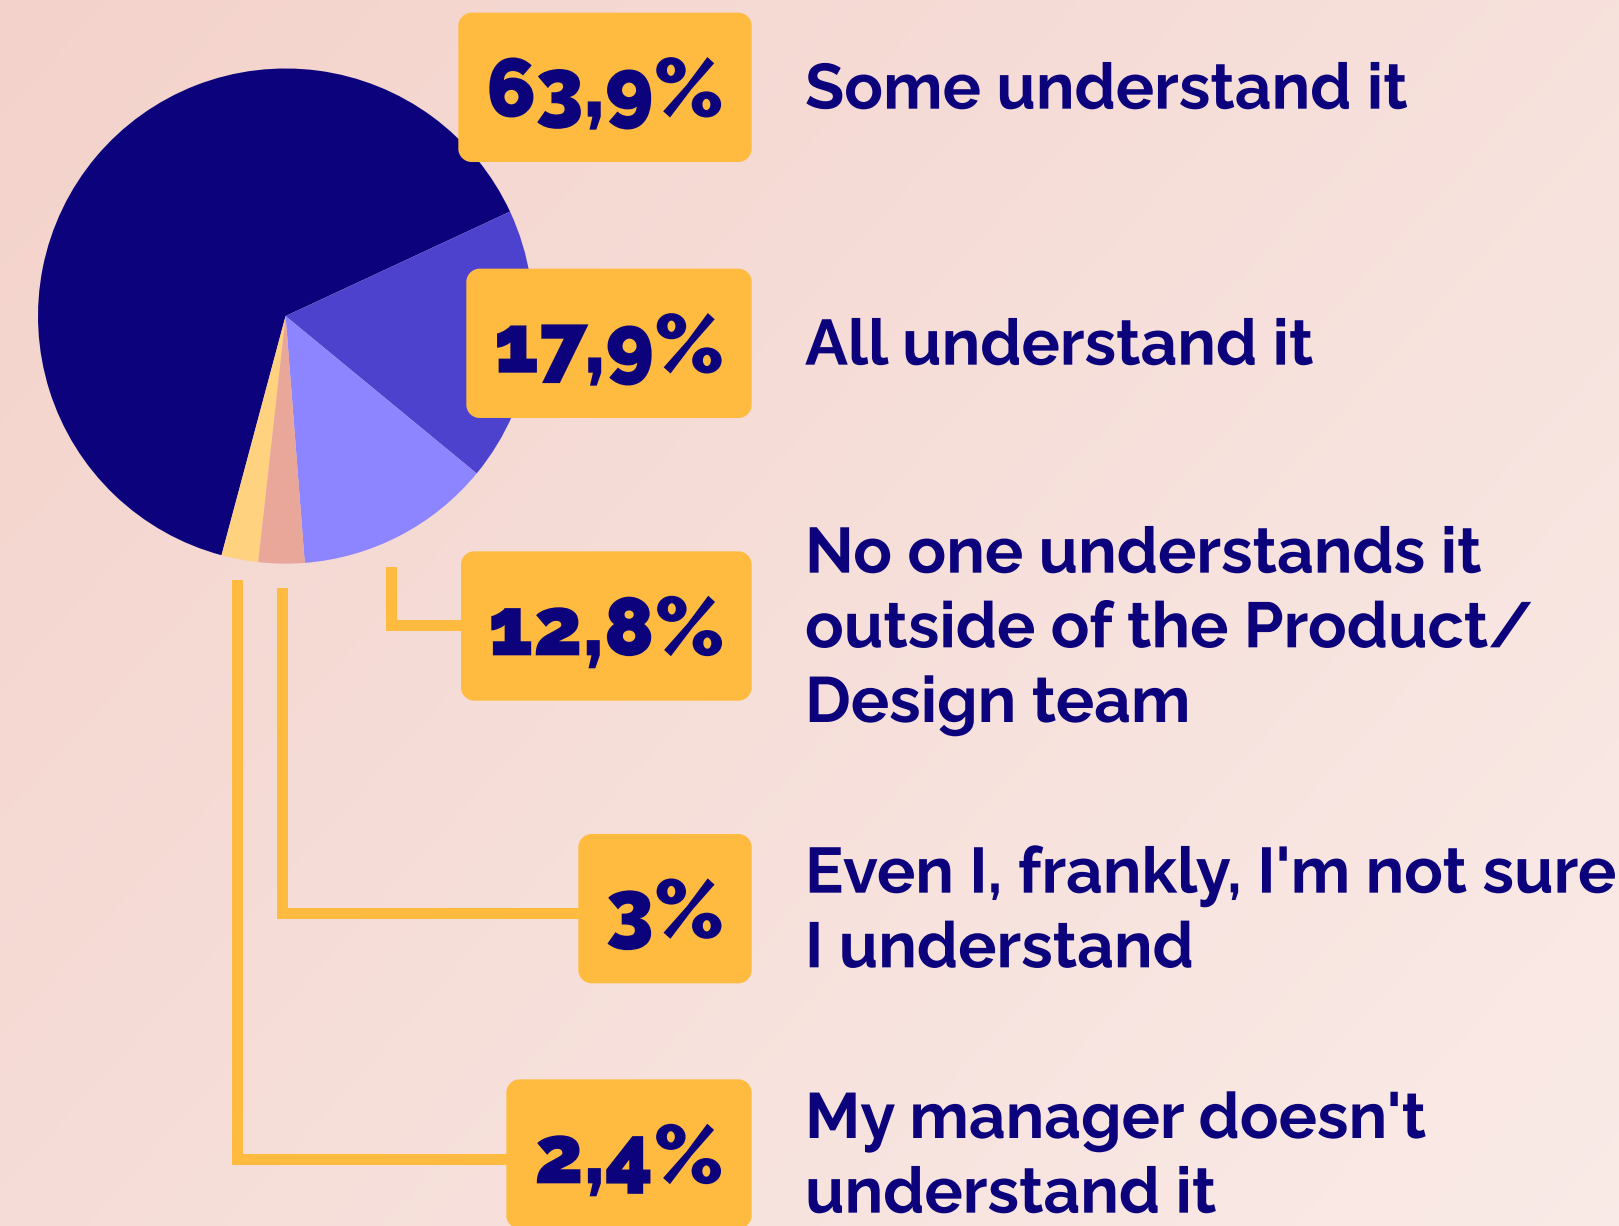 63,9%
Some understand it
17,9%
All understand it
12,8%
No one understands it
outside of the Product/
Design team
3%
Even I, frankly, I'm not sure
I understand
2,4%
My manager doesn't
understand it